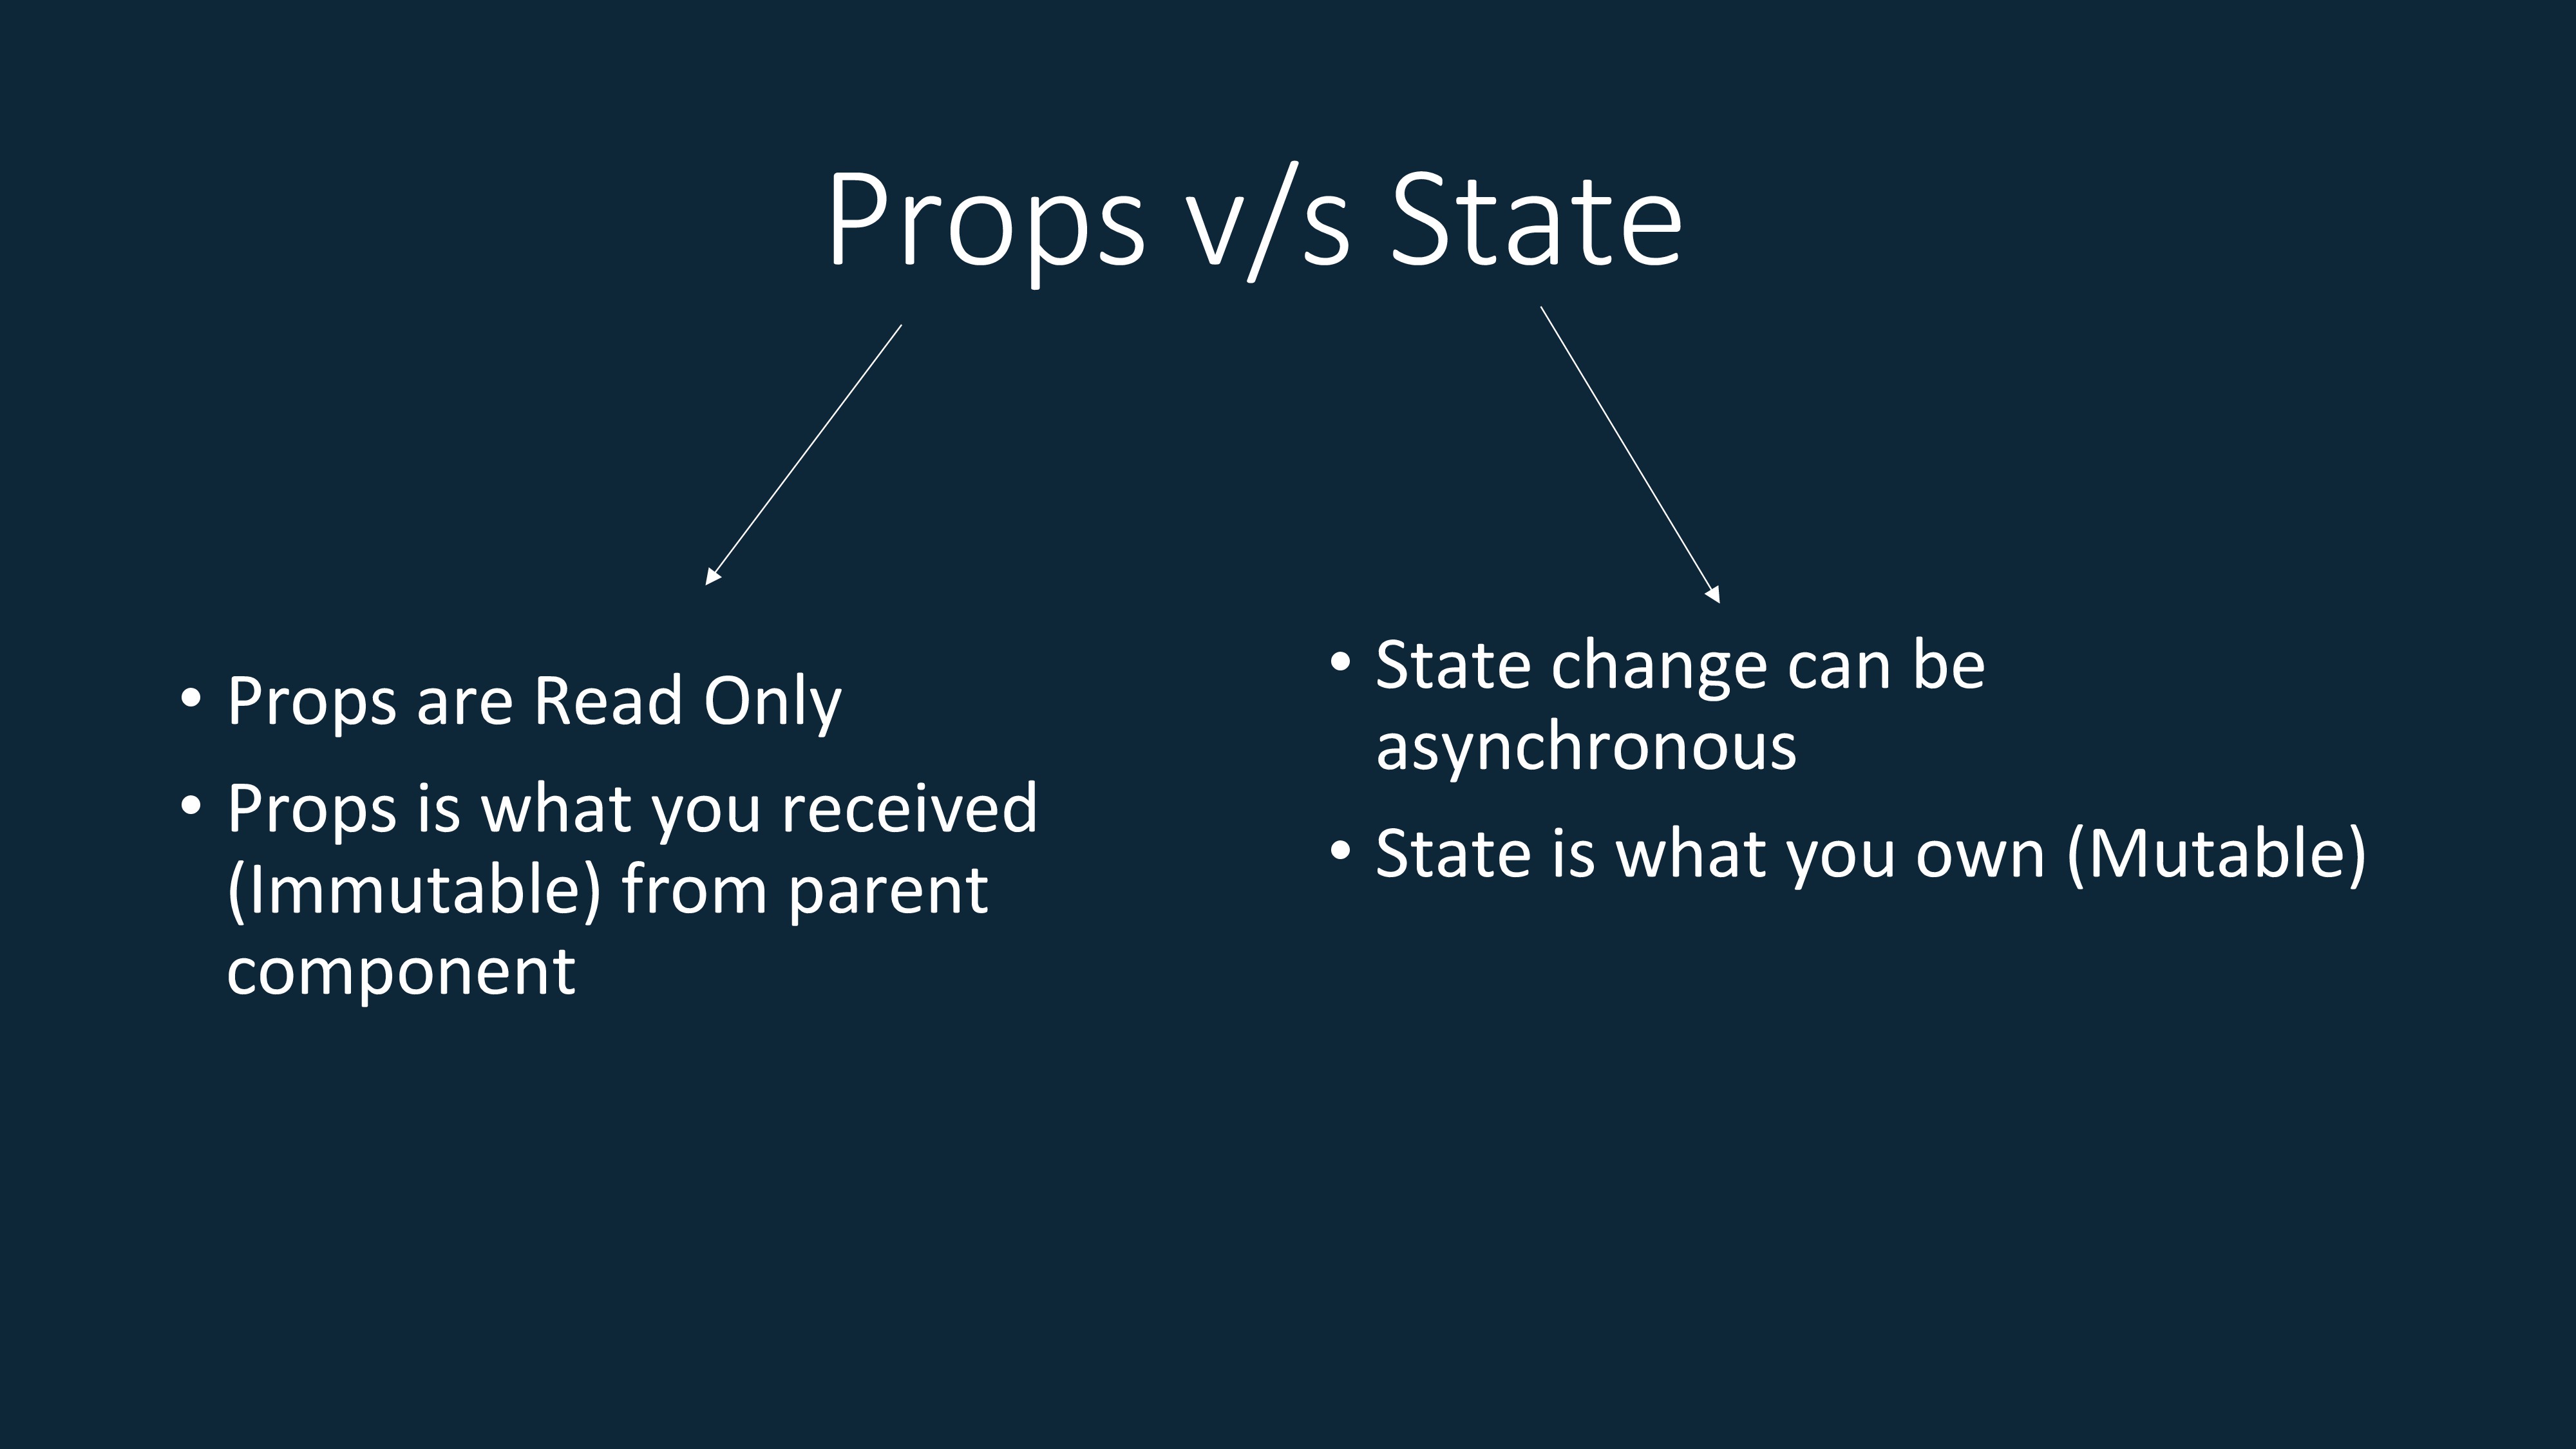 Props v/s State
• Props are Read Only
• Props is what you received
(Immutable) from parent
component
• State change can be
asynchronous
• State is what you own (Mutable)